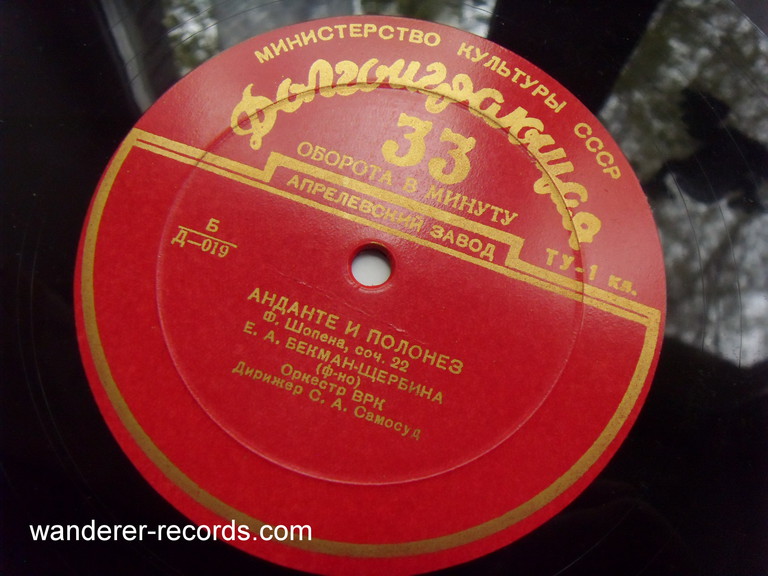 МИНИСТЕРСТВО КУЛЬТУРЫ СССР
Долгоиграющая
33
ОБОРОТА В МИНУТУ
АПРЕЛЕВСКИЙ ЗАВОД
ТУ-1 кл.
Б
Д—019
АНДАНТЕ И ПОЛОНЕЗ
Ф. Шопена, соч. 22
Е. А. БЕКМАН-ЩЕРБИНА
(ф-но)
Оркестр ВРК
Дирижер С. А. Самосуд
wanderer-records.com